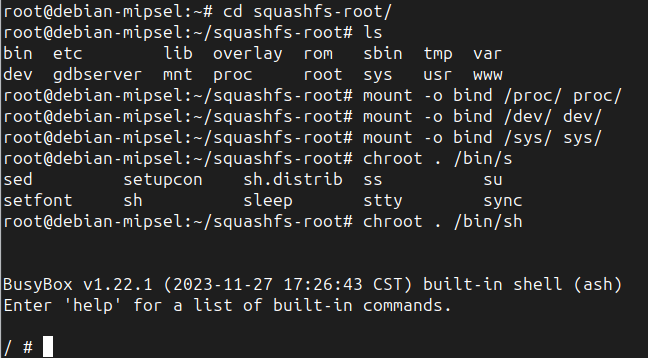 root@debian-mipsel:~# cd squashfs-root/
root@debian-mipsel:~/squashfs-root# ls
bin  etc        lib  overlay  rom   sbin  tmp  var
dev  gdbserver  mnt  proc     root  sys   usr  www
root@debian-mipsel:~/squashfs-root# mount -o bind /proc/ proc/
root@debian-mipsel:~/squashfs-root# mount -o bind /dev/ dev/
root@debian-mipsel:~/squashfs-root# mount -o bind /sys/ sys/
root@debian-mipsel:~/squashfs-root# chroot . /bin/s
sed         setupcon    sh.distrib  ss          su
setfont     sh          sleep       stty        sync
root@debian-mipsel:~/squashfs-root# chroot . /bin/sh
BusyBox v1.22.1 (2023-11-27 17:26:43 CST) built-in shell (ash)
Enter 'help' for a list of built-in commands.
/ #